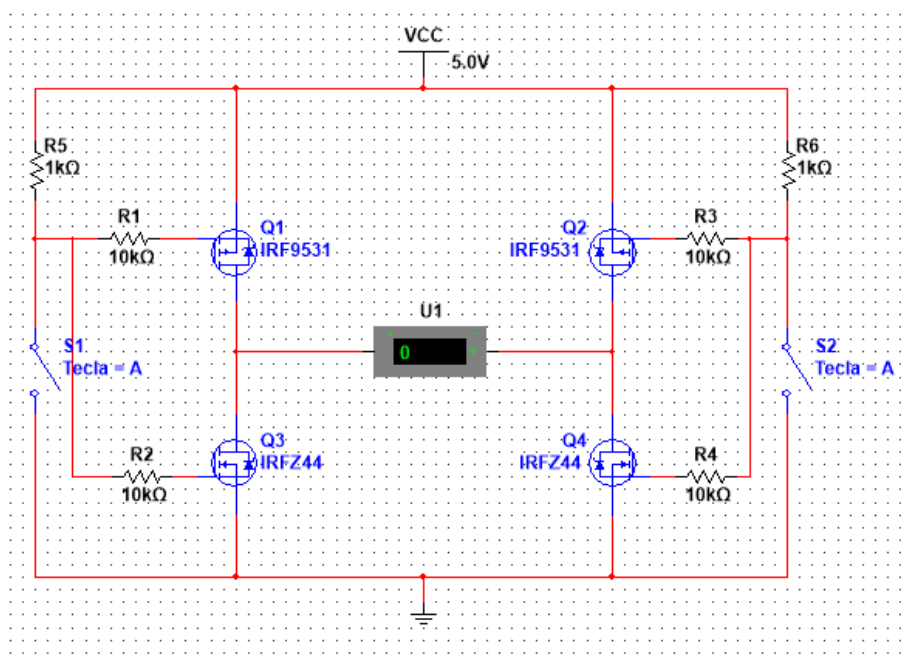 VCC
5.0V
R5
1kΩ
R6
1kΩ
R1
10kΩ
Q1
IRF9531
Q2
IRF9531
R3
10kΩ
U1
0
S1
Tecla = A
S2
Tecla = A
R2
10kΩ
Q3
IRFZ44
Q4
IRFZ44
R4
10kΩ